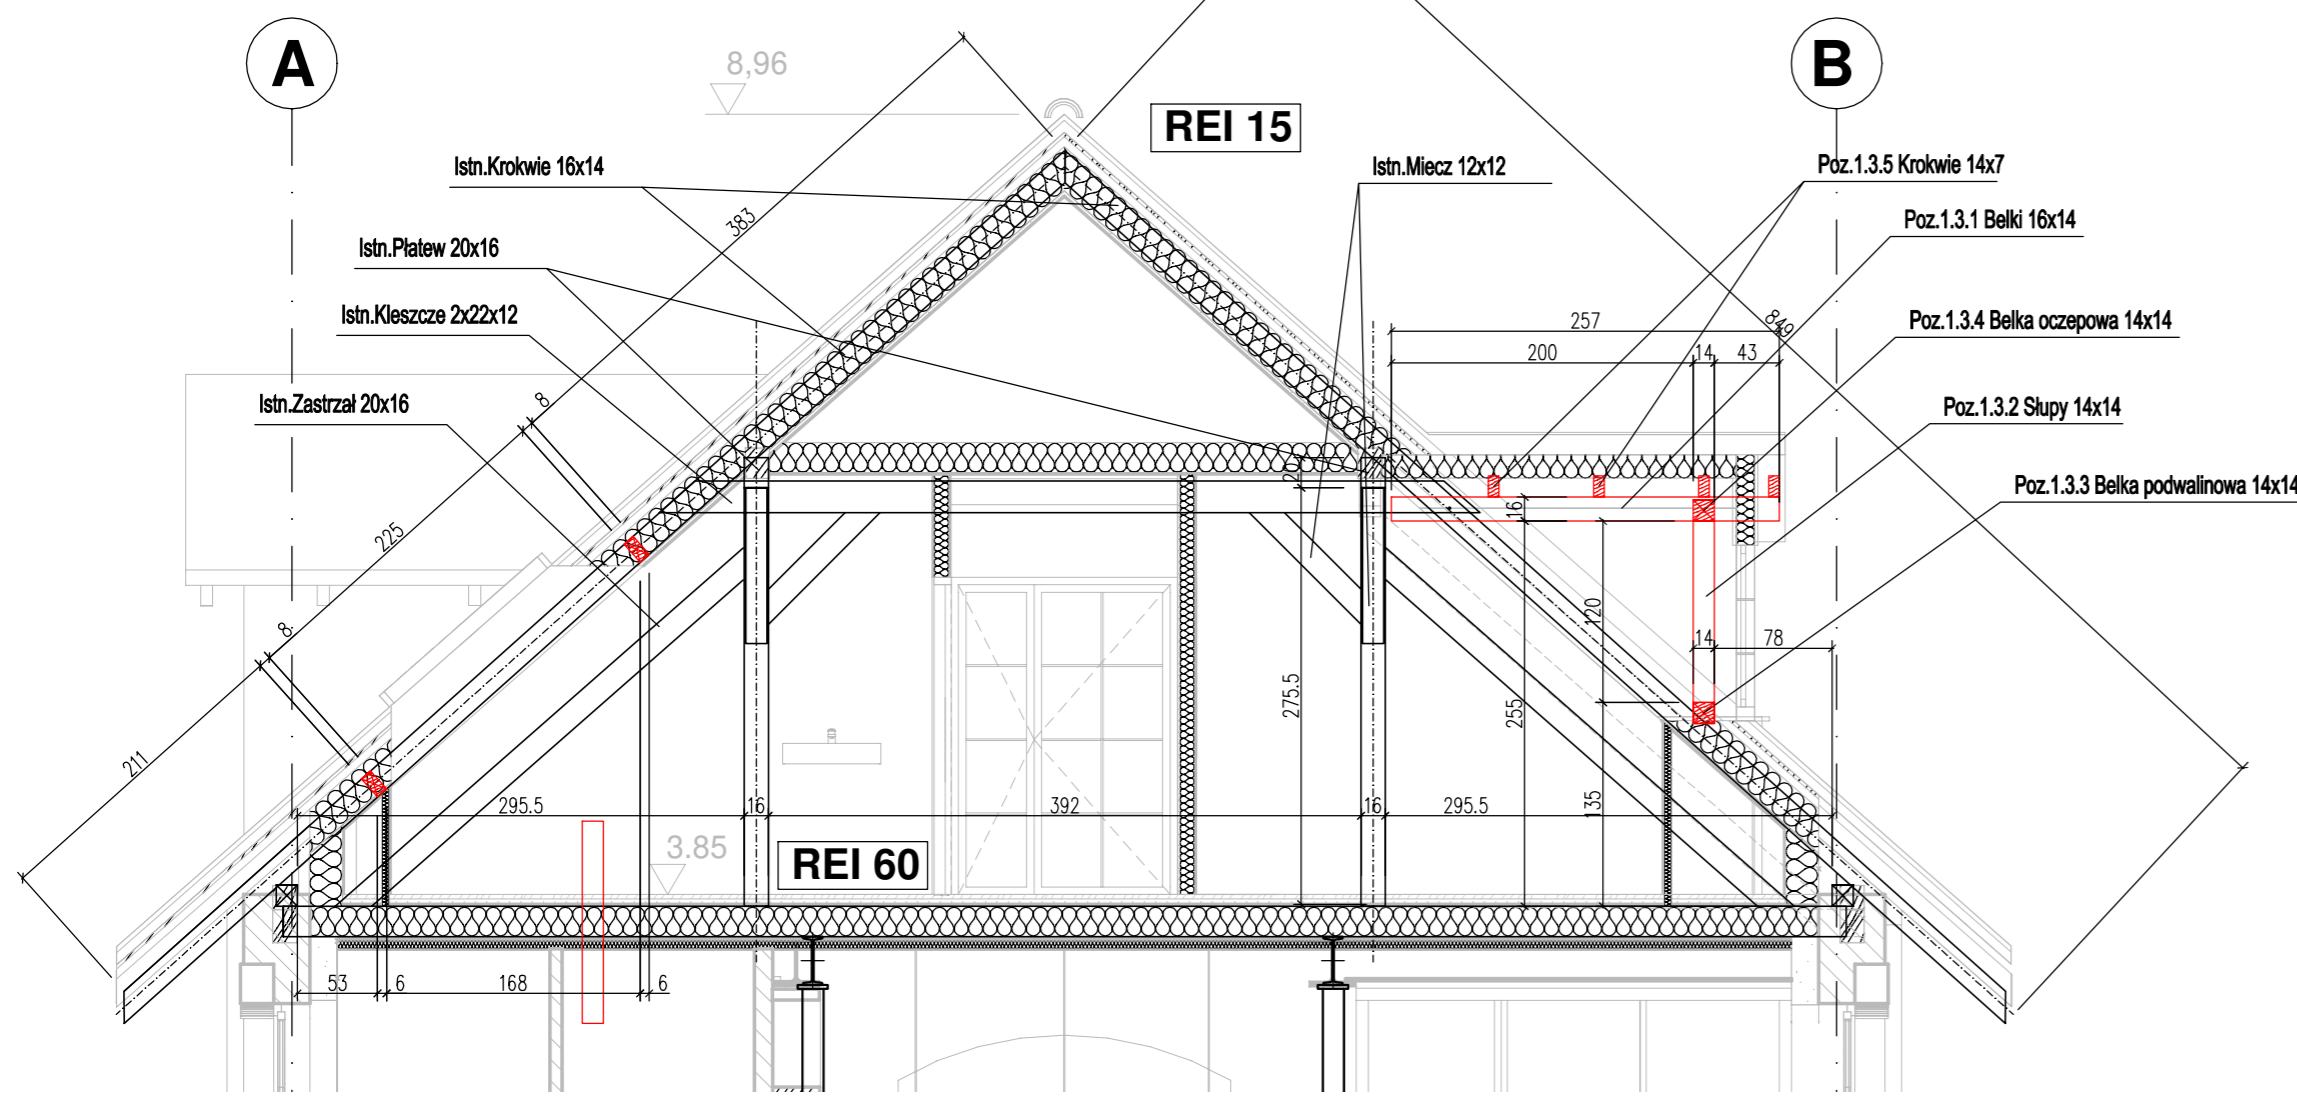 A
B
8,96
REI 15
Istn.Krokwie 16x14
Istn.Miecz 12x12
Poz.1.3.5 Krokwie 14x7
383
Poz.1.3.1 Belki 16x14
Istn.Płatew 20x16
Istn.Kleszcze 2x22x12
257
849
Poz.1.3.4 Belka oczepowa 14x14
200
14
43
8
Istn.Zastrzał 20x16
Poz.1.3.2 Słupy 14x14
20
Poz.1.3.3 Belka podwalinowa 14x14
16
225
120
8
14
78
275.5
255
211
295.5
16
392
16
295.5
135
3.85
REI 60
53
6
168
6